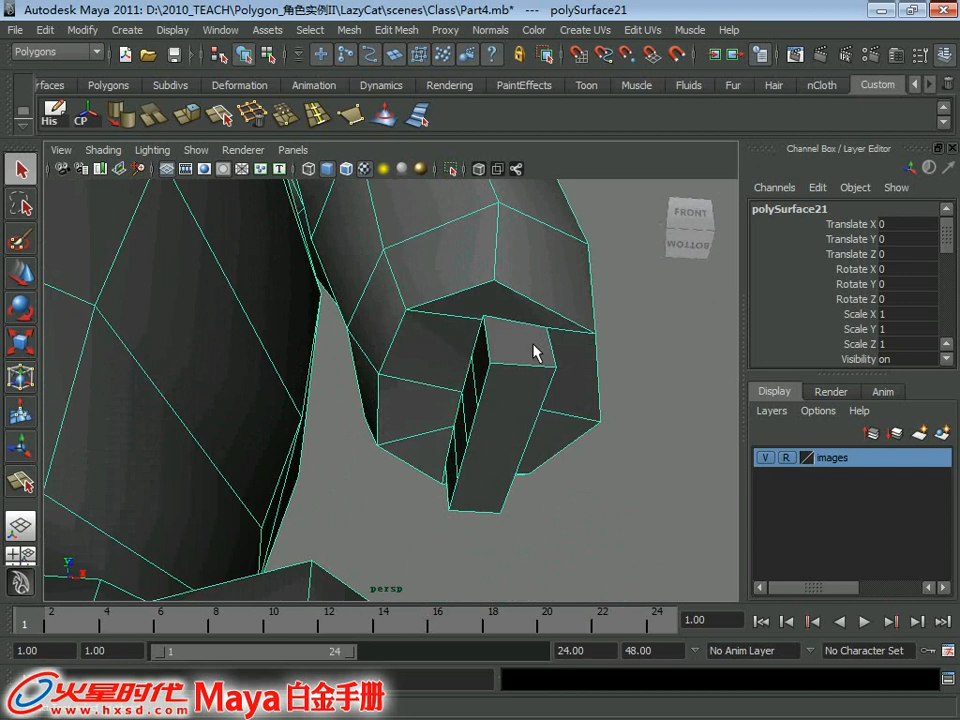 Autodesk Maya 2011: D:\2010_TEACH\Polygon_角色实例II\LazyCat\scenes\Class\Part4.mb* --- polySurface21
File Edit Modify Create Display Window Assets Select Mesh Edit Mesh Proxy Normals Color Create UVs Edit UVs Muscle Help
Polygons
rfaces Polygons Subdivs Deformation Animation Dynamics Rendering PaintEffects Toon Muscle Fluids Fur Hair nCloth Custom
His CP
View Shading Lighting Show Renderer Panels
Channel Box / Layer Editor
Channels Edit Object Show
polySurface21
Translate X 0
Translate Y 0
Translate Z 0
Rotate X 0
Rotate Y 0
Rotate Z 0
Scale X 1
Scale Y 1
Scale Z 1
Visibility on
FRONT
BOTTOM
Display Render Anim
Layers Options Help
V R images
y
persp
2 4 6 8 10 12 14 16 18 20 22 24
1
1.00
1.00 1.00 1 24 24.00 48.00 No Anim Layer No Character Set
火星时代 Maya 白金手册
www.hxsd.com